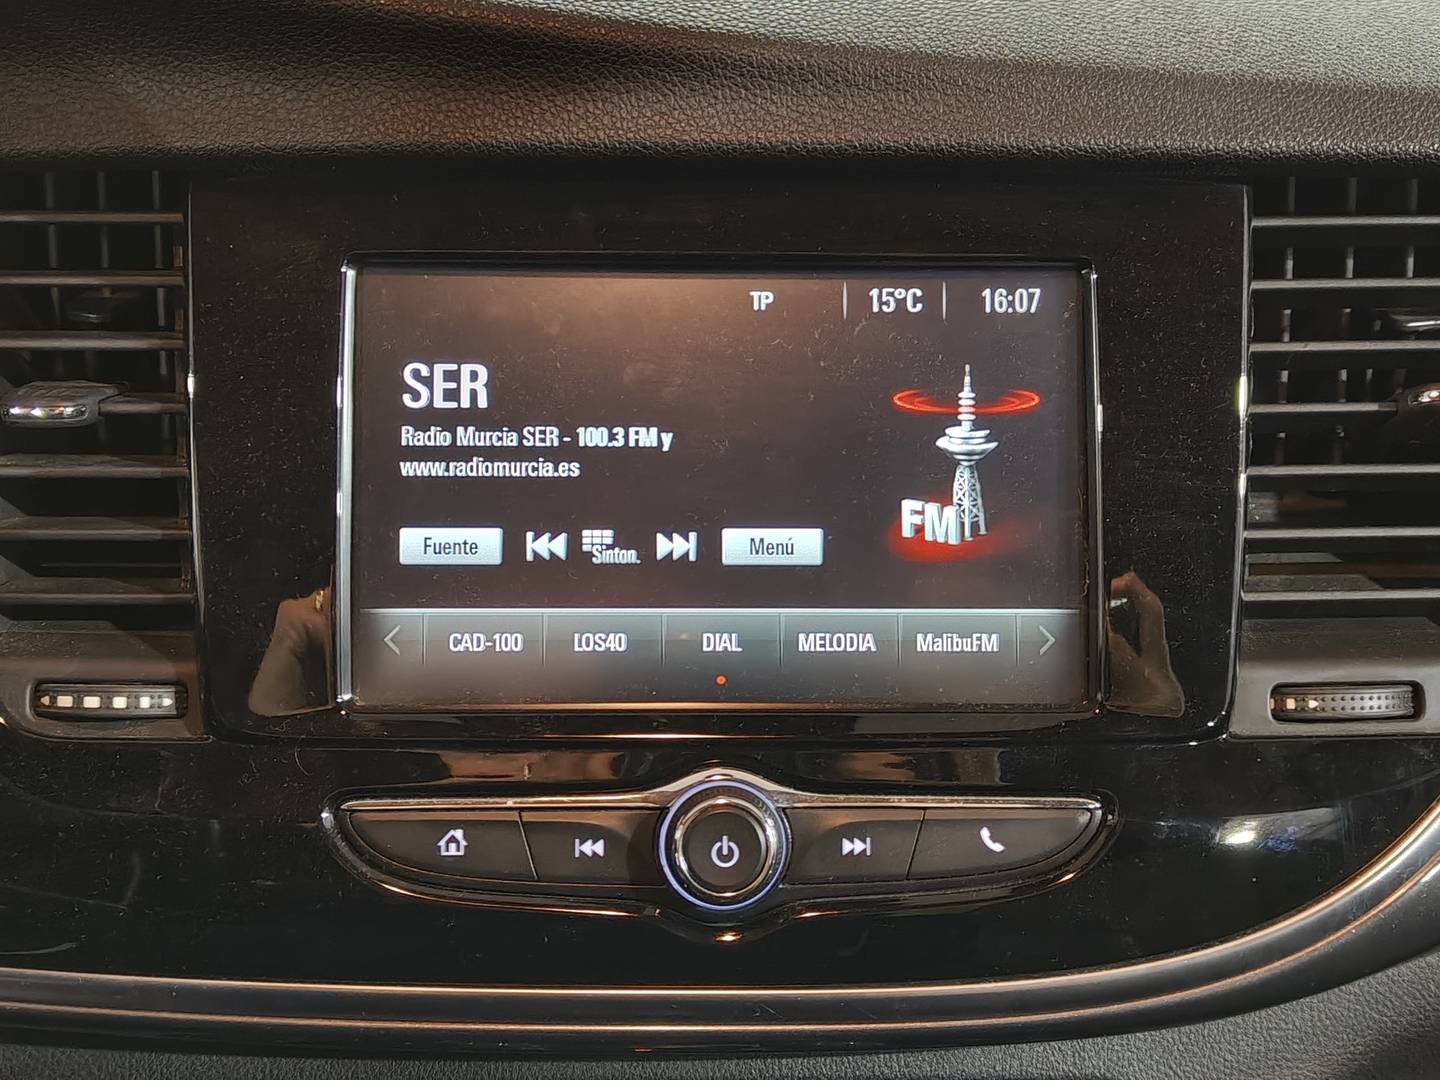 TP 15°C 16:07
SER
Radio Murcia SER - 100.3 FM y
www.radiomurcia.es
FM
Fuente Sinton. Menú
CAD-100 LOS40 DIAL MELODIA MalibuFM